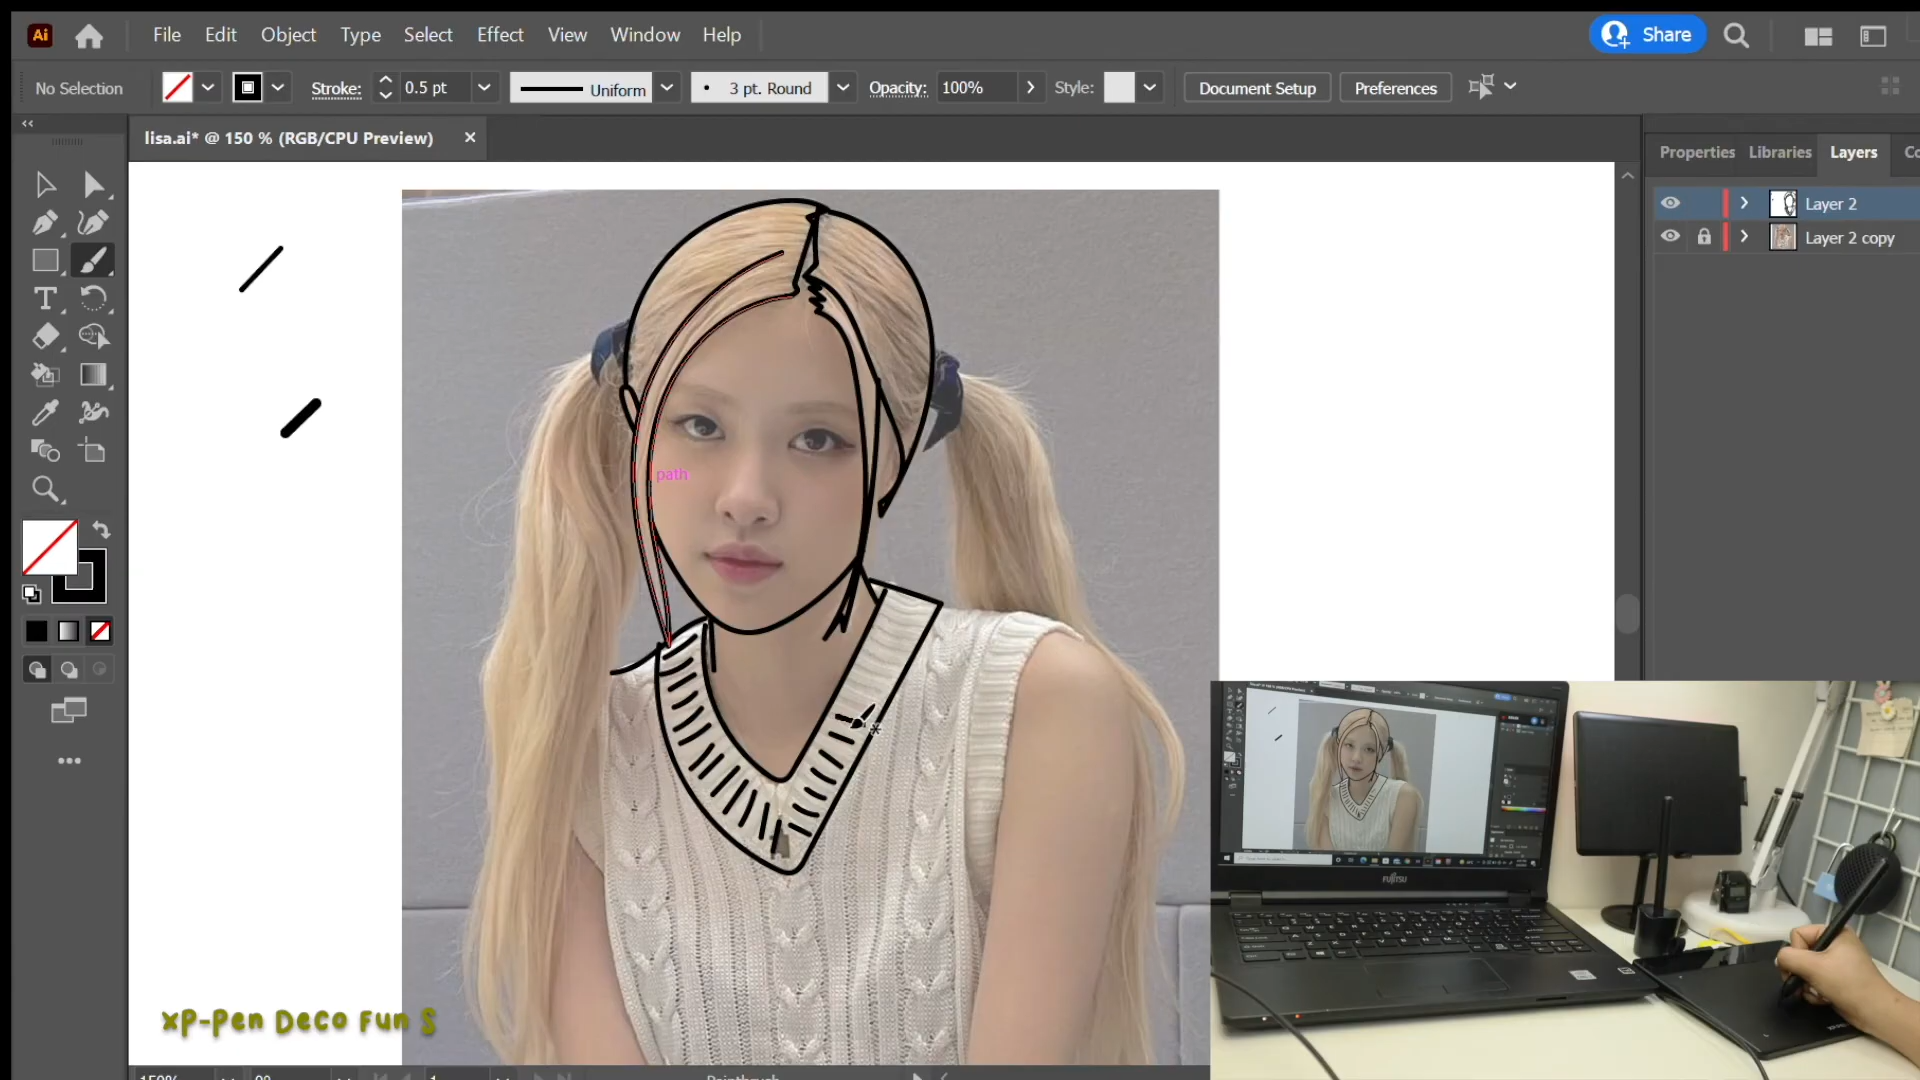 Ai File Edit Object Type Select Effect View Window Help Share
No Selection Stroke: 0.5 pt Uniform 3 pt. Round Opacity: 100% Style: Document Setup Preferences
lisa.ai* @ 150 % (RGB/CPU Preview)
Properties Libraries Layers Co
Layer 2
Layer 2 copy
path
FUJITSU
xp-pen Deco Fun S